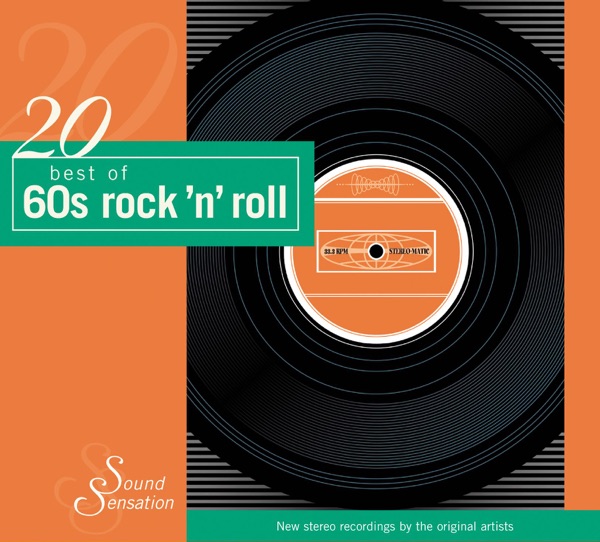 20
best of
60s rock 'n' roll
33.3 RPM STEREO-MATIC
Sound
Sensation
New stereo recordings by the original artists